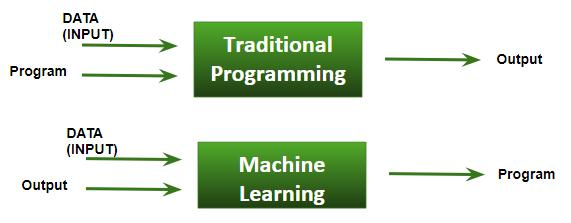 DATA
(INPUT)
Program
Traditional
Programming
Output
DATA
(INPUT)
Output
Machine
Learning
Program